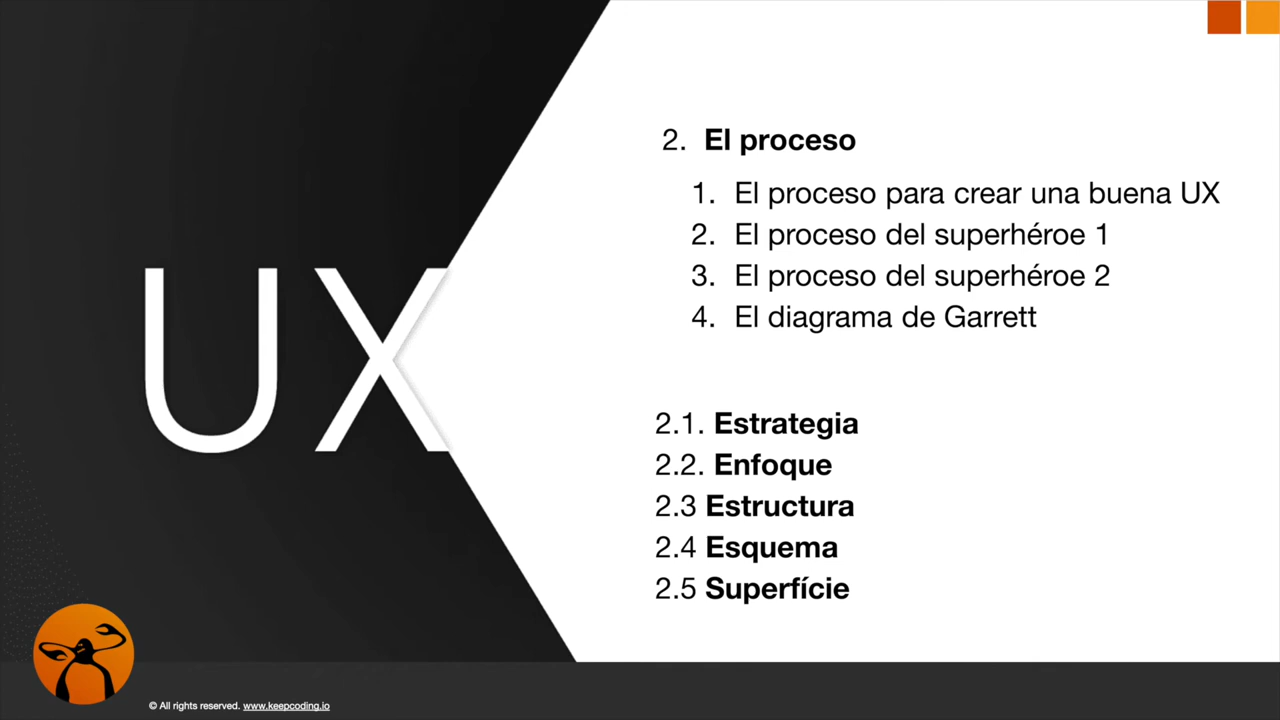 UX
2. El proceso
1. El proceso para crear una buena UX
2. El proceso del superhéroe 1
3. El proceso del superhéroe 2
4. El diagrama de Garrett
2.1. Estrategia
2.2. Enfoque
2.3 Estructura
2.4 Esquema
2.5 Superfície
© All rights reserved. www.keepcoding.io